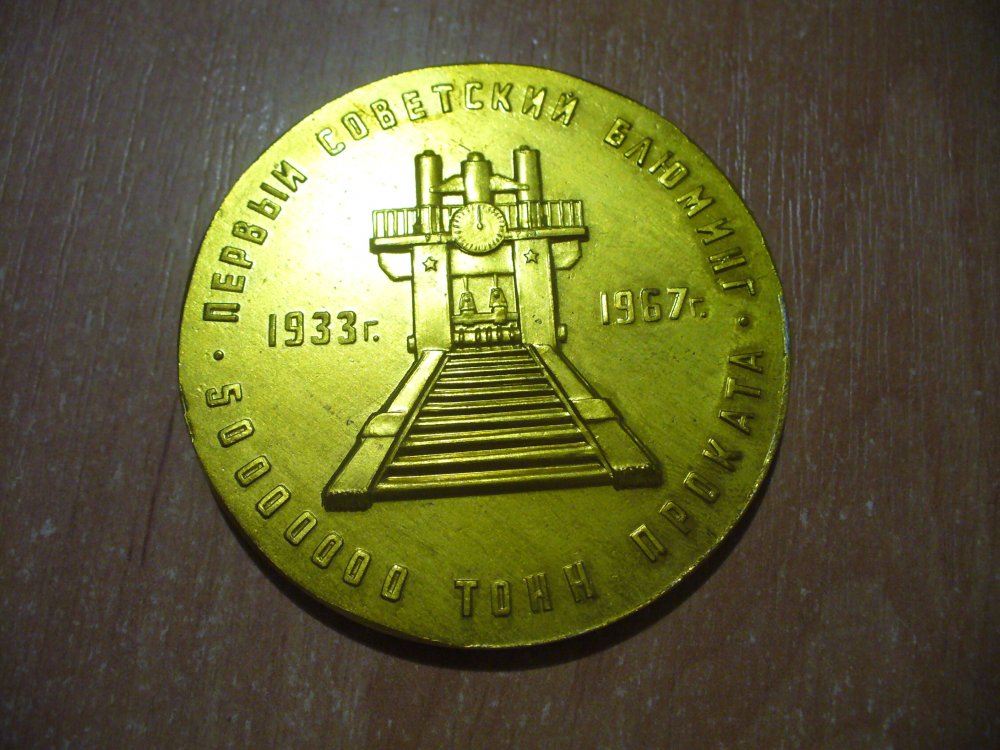 ПЕРВЫЙ СОВЕТСКИЙ БЛЮМИНГ
1933г. 1967г.
50000000 ТОНН ПРОКАТА